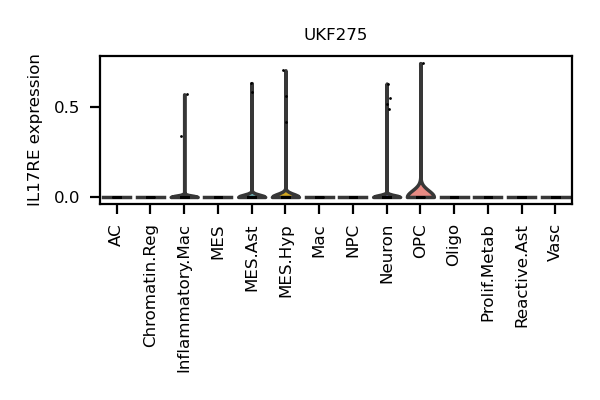 UKF275
IL17RE expression
0.5
0.0
AC
Chromatin.Reg
Inflammatory.Mac
MES
MES.Ast
MES.Hyp
Mac
NPC
Neuron
OPC
Oligo
Prolif.Metab
Reactive.Ast
Vasc